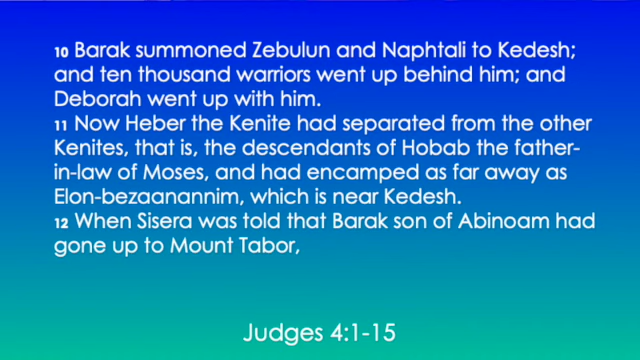 10 Barak summoned Zebulun and Naphtali to Kedesh;
and ten thousand warriors went up behind him; and
Deborah went up with him.
11 Now Heber the Kenite had separated from the other
Kenites, that is, the descendants of Hobab the father-
in-law of Moses, and had encamped as far away as
Elon-bezaanannim, which is near Kedesh.
12 When Sisera was told that Barak son of Abinoam had
gone up to Mount Tabor,
Judges 4:1-15